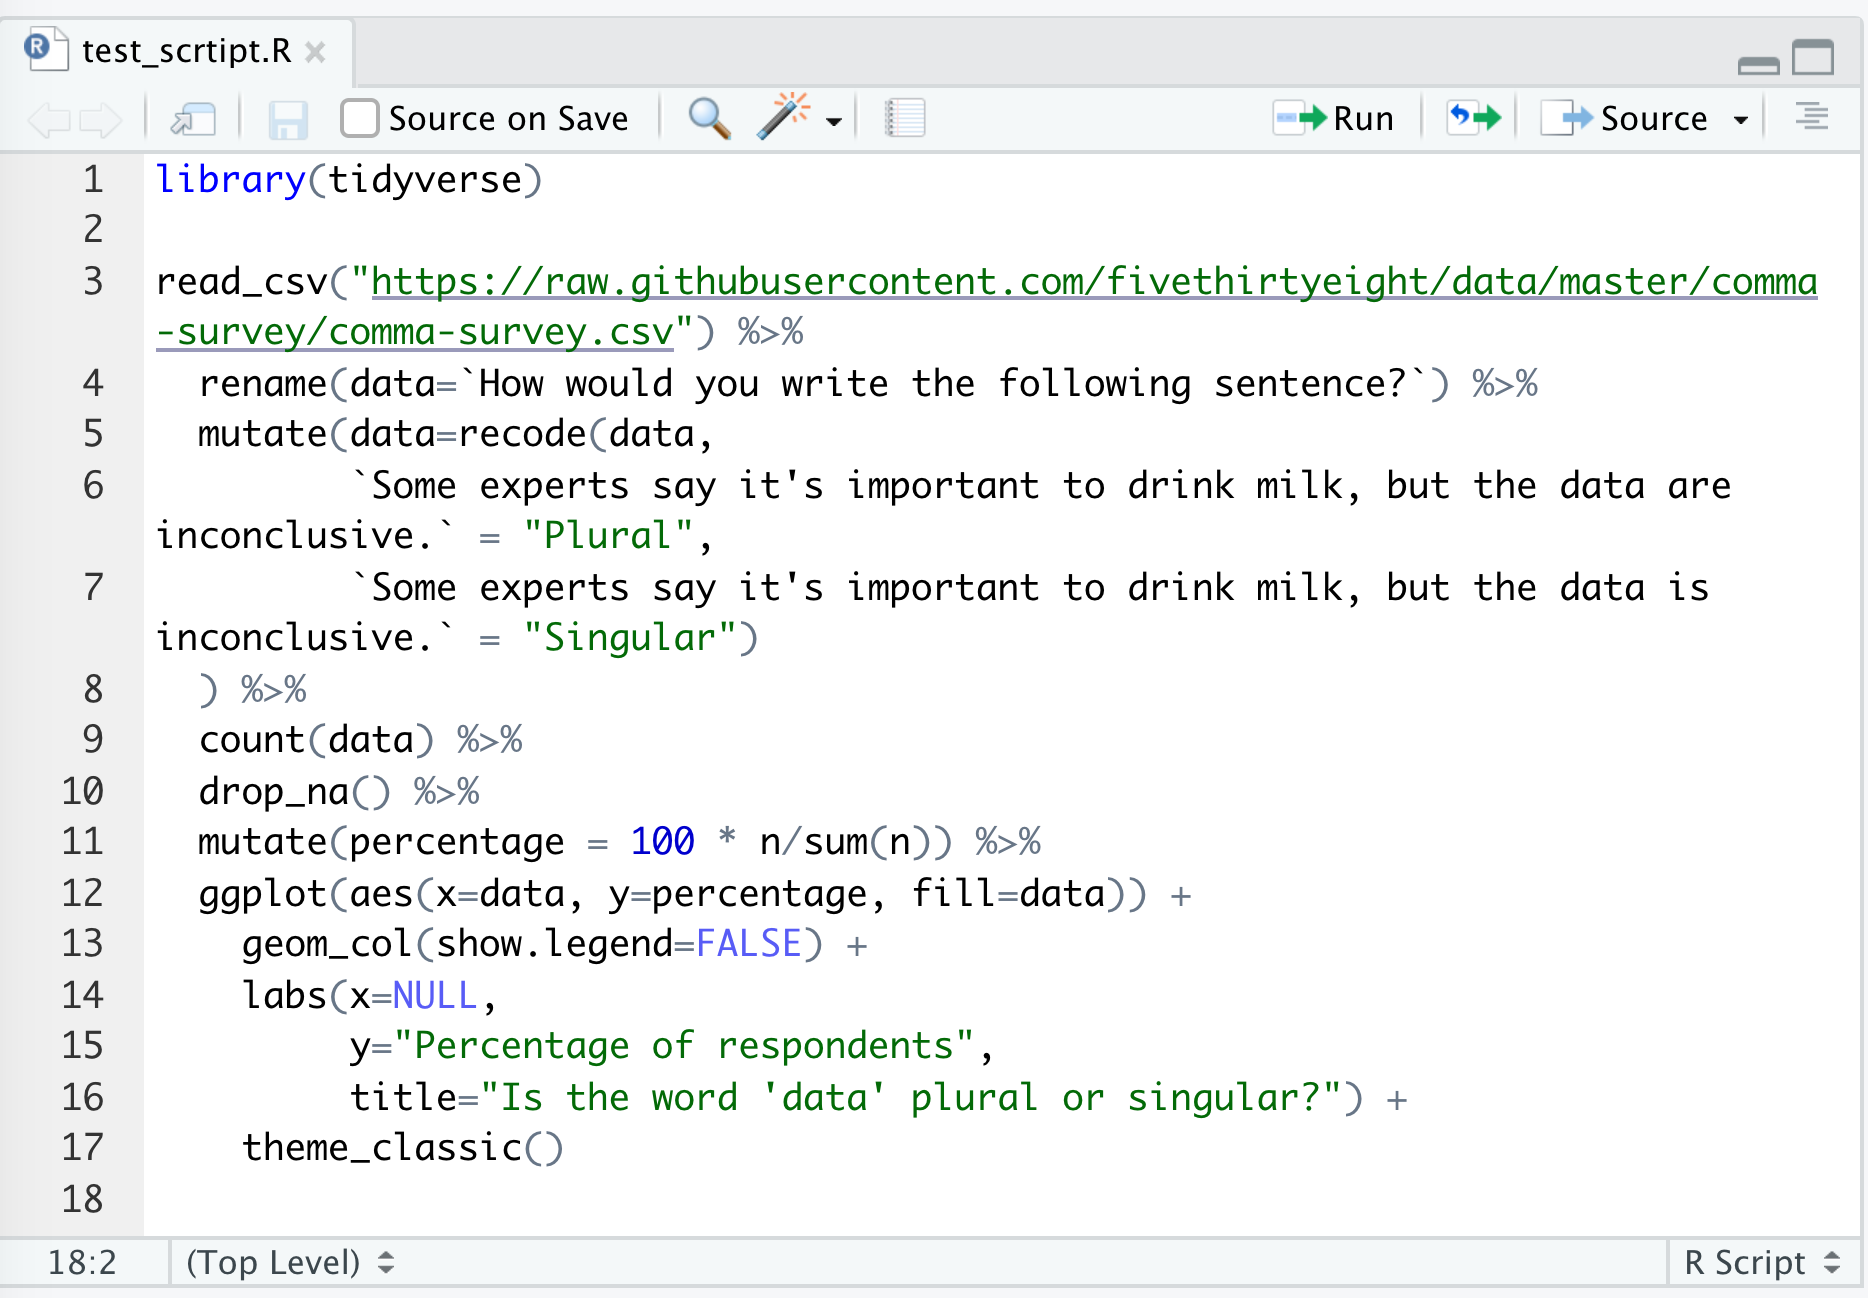 R test_scrtipt.R
Source on Save Run Source
1 library(tidyverse)
2
3 read_csv("https://raw.githubusercontent.com/fivethirtyeight/data/master/comma
-survey/comma-survey.csv") %>%
4   rename(data=`How would you write the following sentence?`) %>%
5   mutate(data=recode(data,
6          `Some experts say it's important to drink milk, but the data are
inconclusive.` = "Plural",
7          `Some experts say it's important to drink milk, but the data is
inconclusive.` = "Singular")
8   ) %>%
9   count(data) %>%
10   drop_na() %>%
11   mutate(percentage = 100 * n/sum(n)) %>%
12   ggplot(aes(x=data, y=percentage, fill=data)) +
13     geom_col(show.legend=FALSE) +
14     labs(x=NULL,
15          y="Percentage of respondents",
16          title="Is the word 'data' plural or singular?") +
17     theme_classic()
18
18:2 (Top Level) R Script